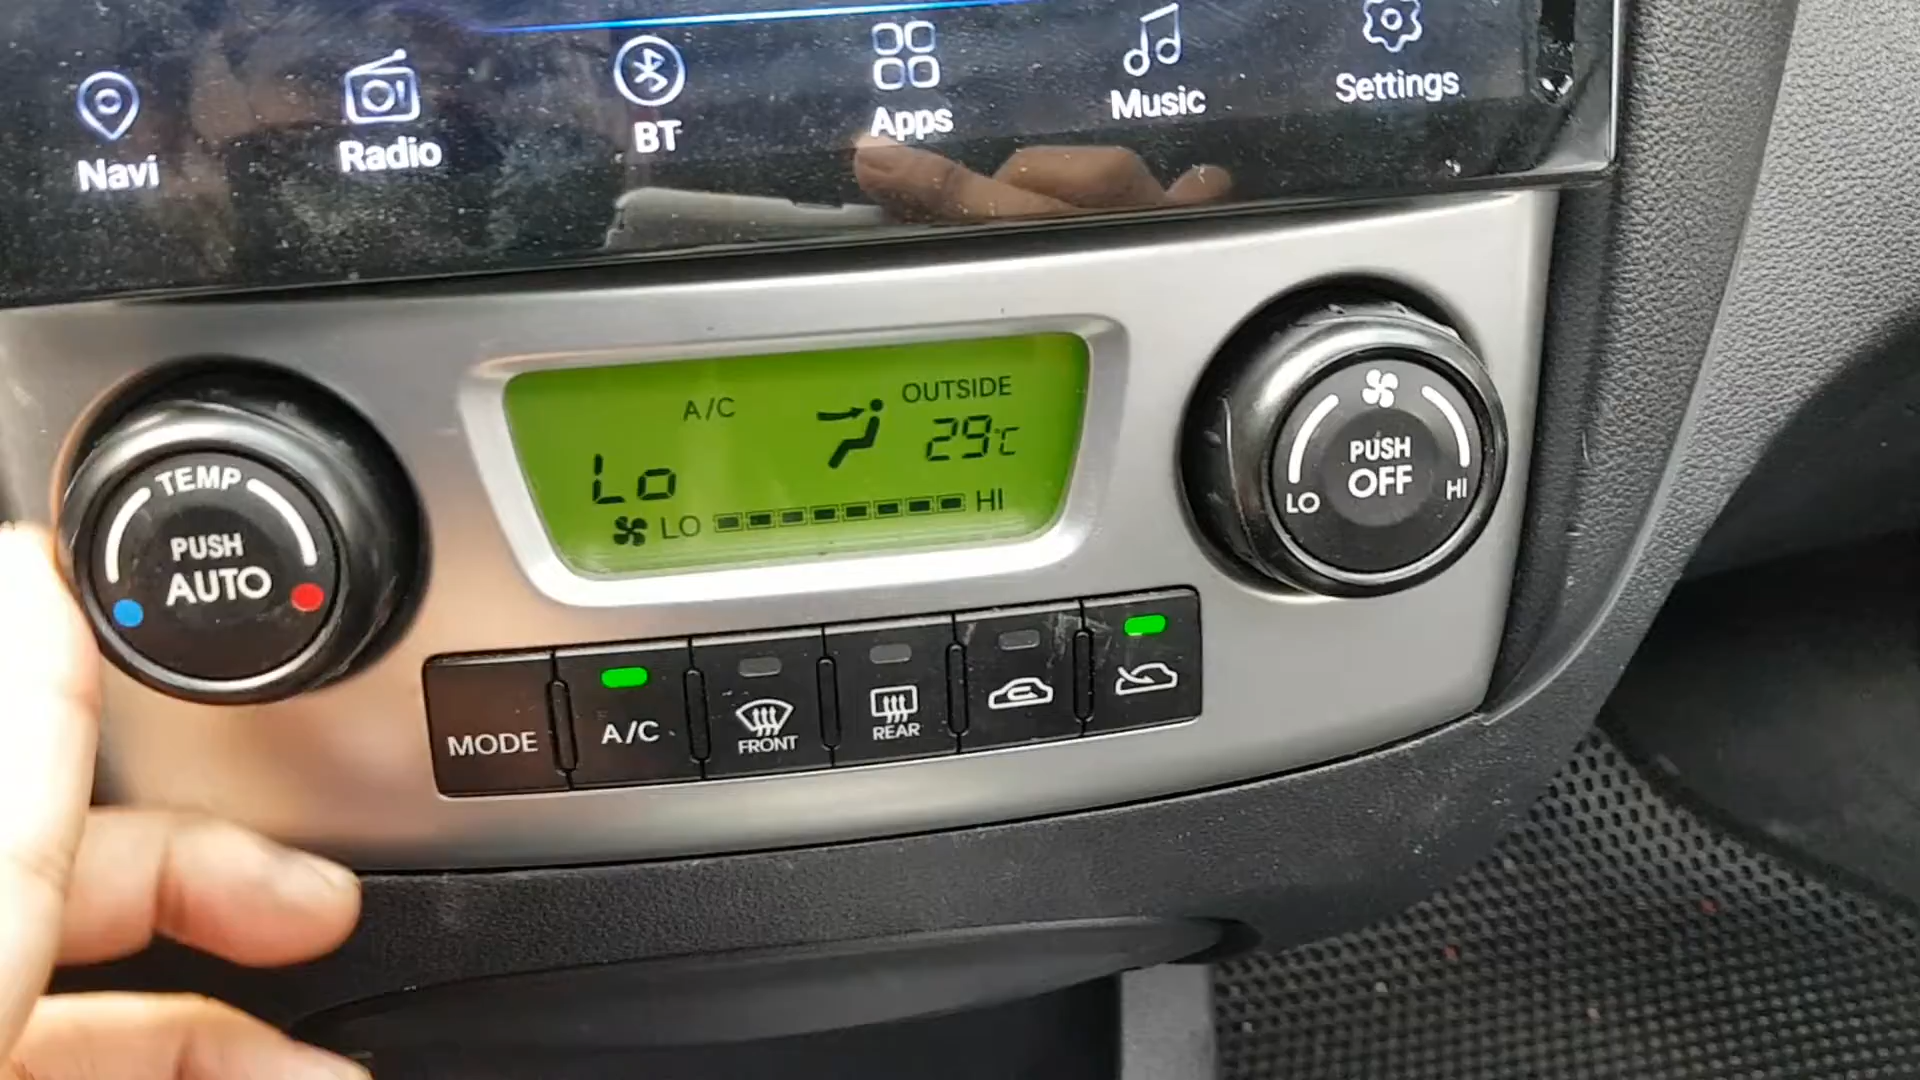 Navi
Radio
BT
Apps
Music
Settings
A/C
OUTSIDE
29°C
Lo
LO HI
TEMP
PUSH
AUTO
PUSH
OFF
LO
HI
MODE
A/C
FRONT
REAR